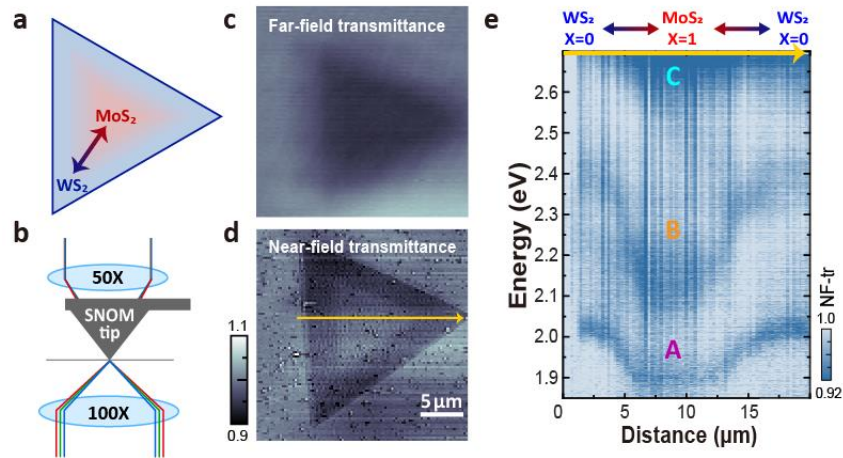 a
MoS₂
WS₂
b
50X
SNOM
tip
100X
c
Far-field transmittance
d
Near-field transmittance
1.1
0.9
5 μm
e
WS₂ MoS₂ WS₂
X=0 X=1 X=0
Energy (eV)
2.6
2.5
2.4
2.3
2.2
2.1
2.0
1.9
C
B
A
0 5 10 15 20
Distance (μm)
NF-tr
1.0
0.92